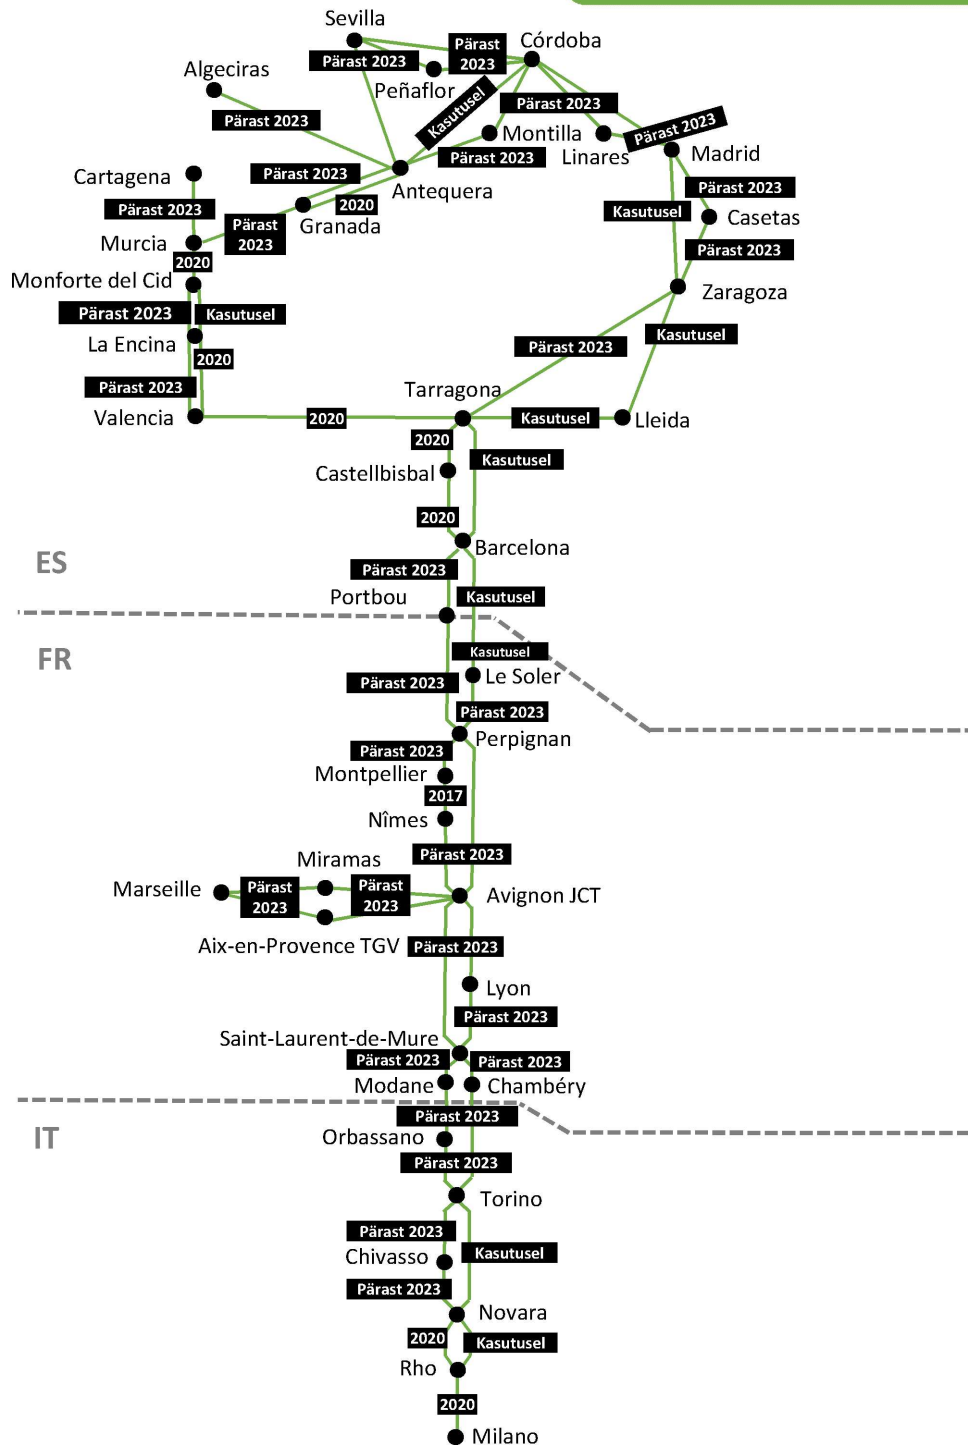 Sevilla
Pärast
2023
Córdoba
Pärast 2023
Algeciras
Peñaflor
Kasutusel
Pärast 2023
Pärast 2023
Montilla
Pärast 2023
Linares
Madrid
Pärast 2023
Cartagena
Pärast 2023
Antequera
Pärast 2023
Pärast 2023
2020
Kasutusel
Casetas
Granada
Murcia
Pärast
2023
Pärast 2023
2020
Monforte del Cid
Zaragoza
Pärast 2023
Kasutusel
Kasutusel
La Encina
Pärast 2023
2020
Pärast 2023
Tarragona
Valencia
2020
Kasutusel
Lleida
2020
Kasutusel
Castellbisbal
2020
Barcelona
ES
Pärast 2023
Portbou
Kasutusel
FR
Kasutusel
Pärast 2023
Le Soler
Pärast 2023
Perpignan
Pärast 2023
Montpellier
2017
Nîmes
Pärast 2023
Miramas
Marseille
Pärast
2023
Pärast
2023
Avignon JCT
Aix-en-Provence TGV
Pärast 2023
Lyon
Pärast 2023
Saint-Laurent-de-Mure
Pärast 2023
Pärast 2023
Modane
Chambéry
Pärast 2023
IT
Orbassano
Pärast 2023
Torino
Pärast 2023
Chivasso
Kasutusel
Pärast 2023
Novara
2020
Kasutusel
Rho
2020
Milano